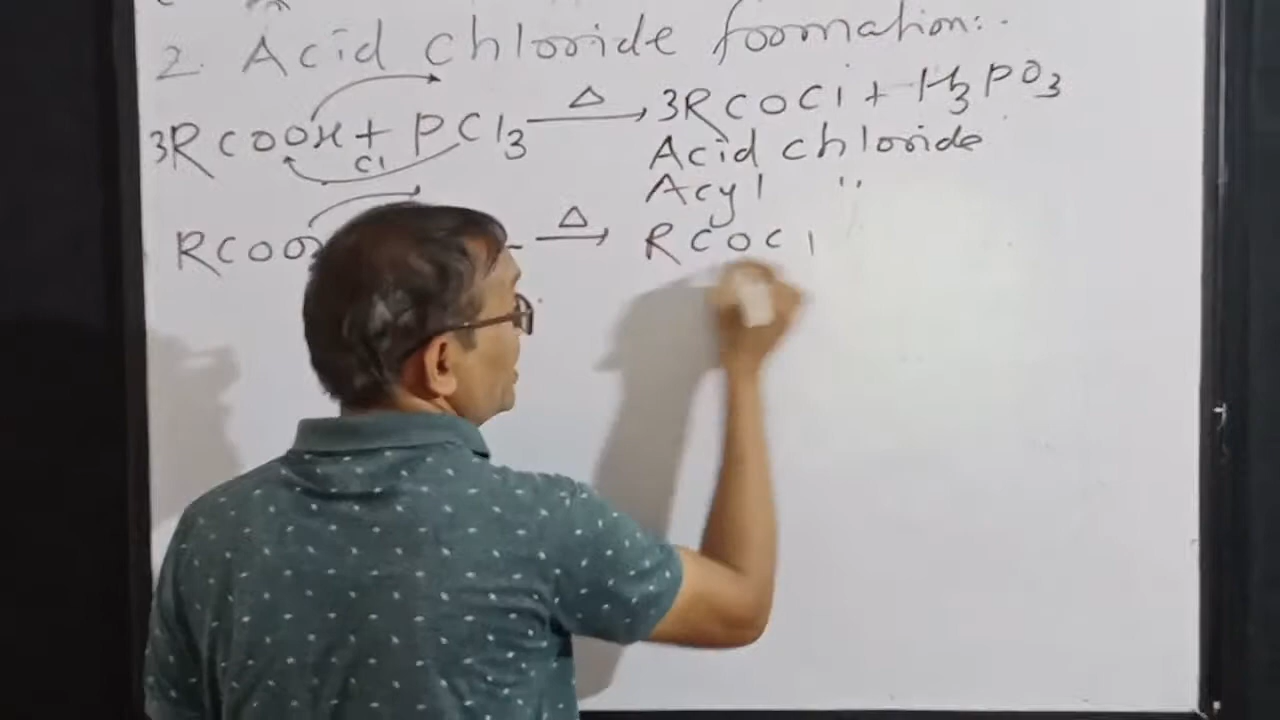 2. Acid chloride formation:.
3RCOOH + PCl3 Δ→ 3RCOCl + H3PO3
Cl
Acid chloride
Acyl "
RCOO Δ→ RCOCl